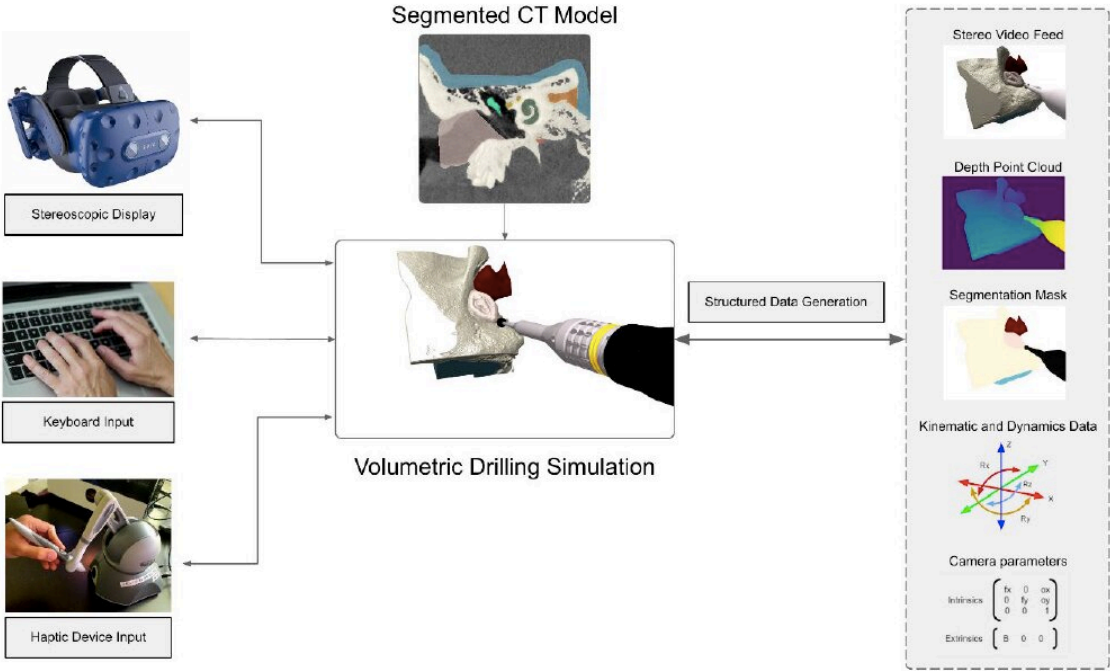 Segmented CT Model
Stereoscopic Display
Keyboard Input
Haptic Device Input
Volumetric Drilling Simulation
Structured Data Generation
Stereo Video Feed
Depth Point Cloud
Segmentation Mask
Kinematic and Dynamics Data
Z
Rx
Y
Rz
X
Ry
Camera parameters
Intrinsics
fx 0 ox
0 fy oy
0 0 1
Extrinsics
B 0 0